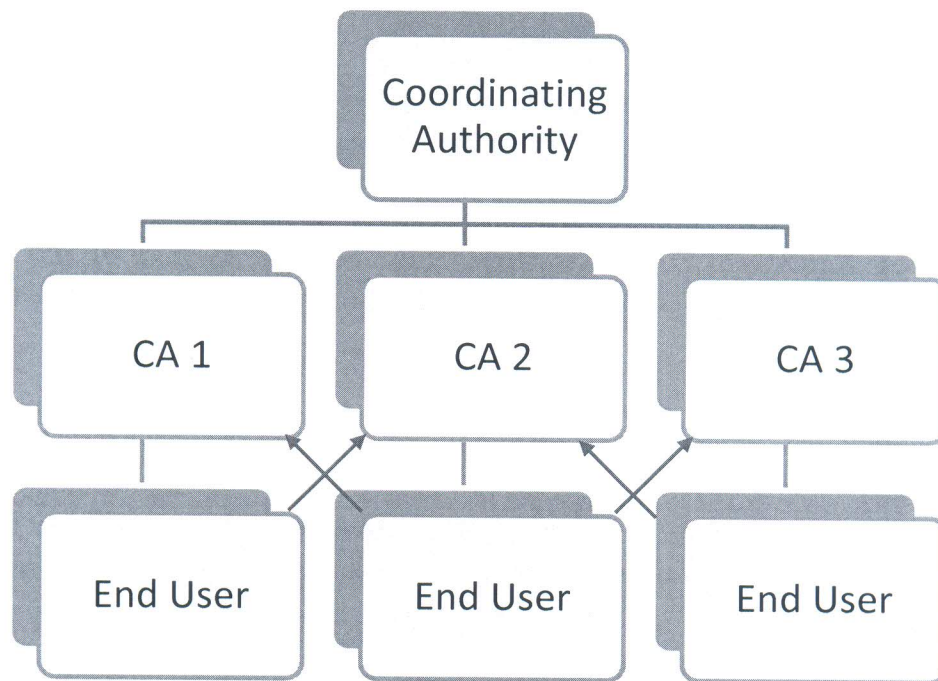 Coordinating
Authority
CA 1
CA 2
CA 3
End User
End User
End User